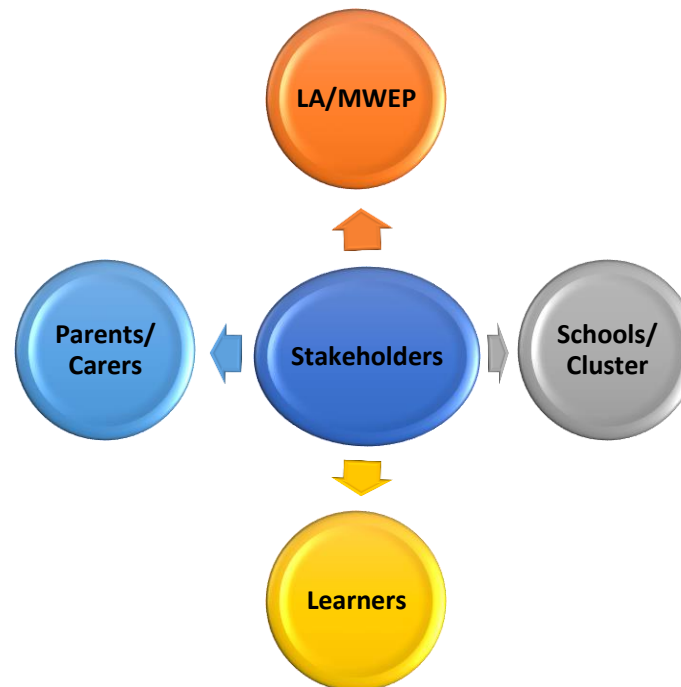 LA/MWEP
Parents/
Carers
Stakeholders
Schools/
Cluster
Learners